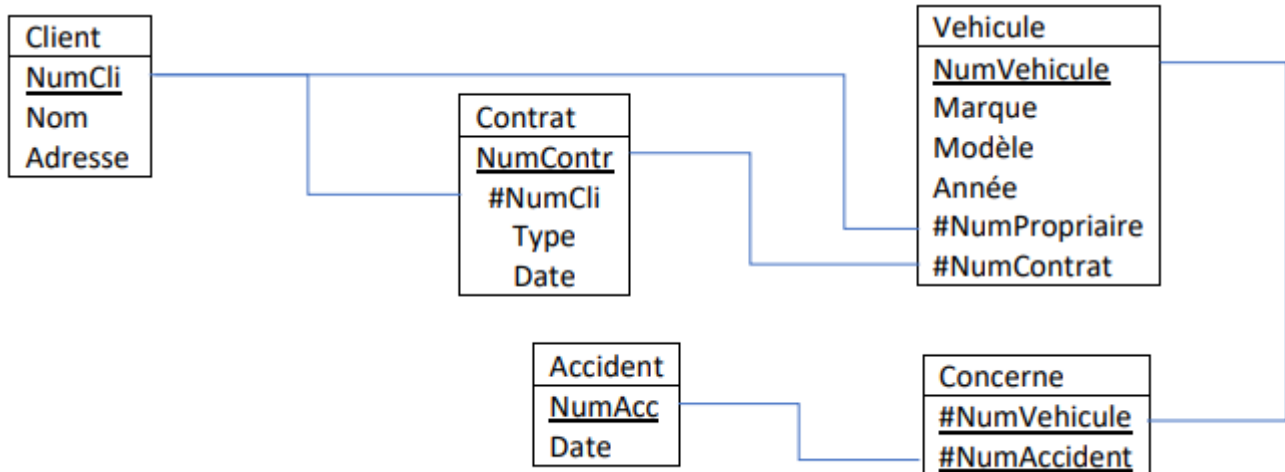 Client
NumCli
Nom
Adresse
Contrat
NumContr
#NumCli
Type
Date
Vehicule
NumVehicule
Marque
Modèle
Année
#NumPropriaire
#NumContrat
Accident
NumAcc
Date
Concerne
#NumVehicule
#NumAccident